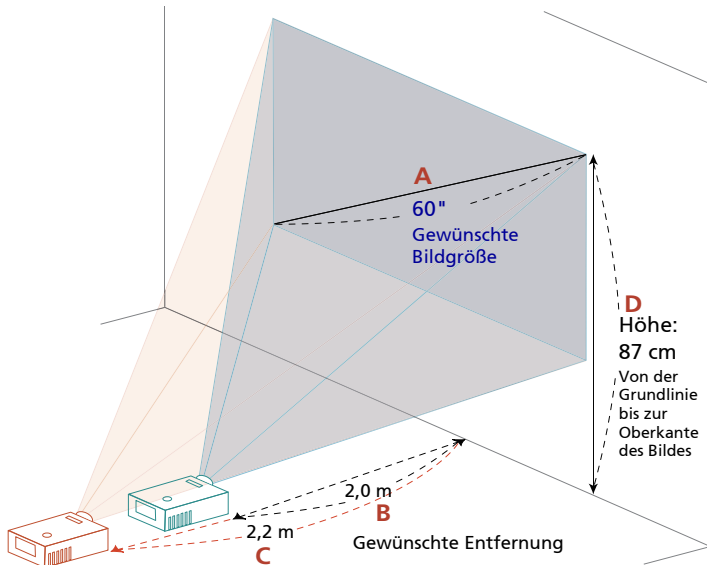 A
60"
Gewünschte
Bildgröße
D
Höhe:
87 cm
Von der
Grundlinie
bis zur
Oberkante
des Bildes
2,0 m
B
2,2 m
C
Gewünschte Entfernung